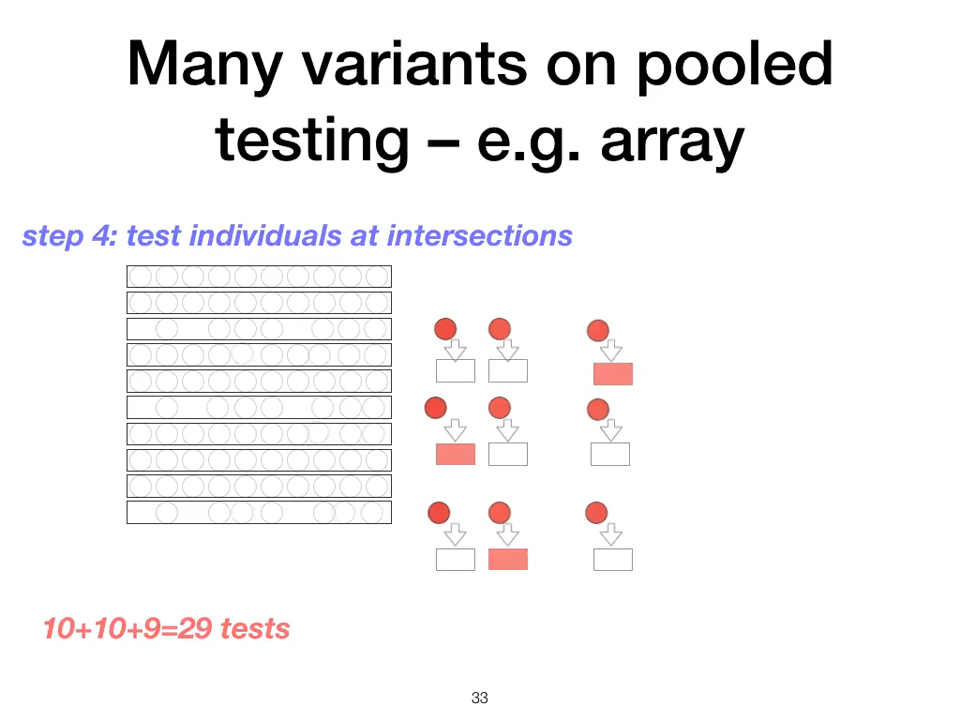 Many variants on pooled
testing – e.g. array
step 4: test individuals at intersections
10+10+9=29 tests
33